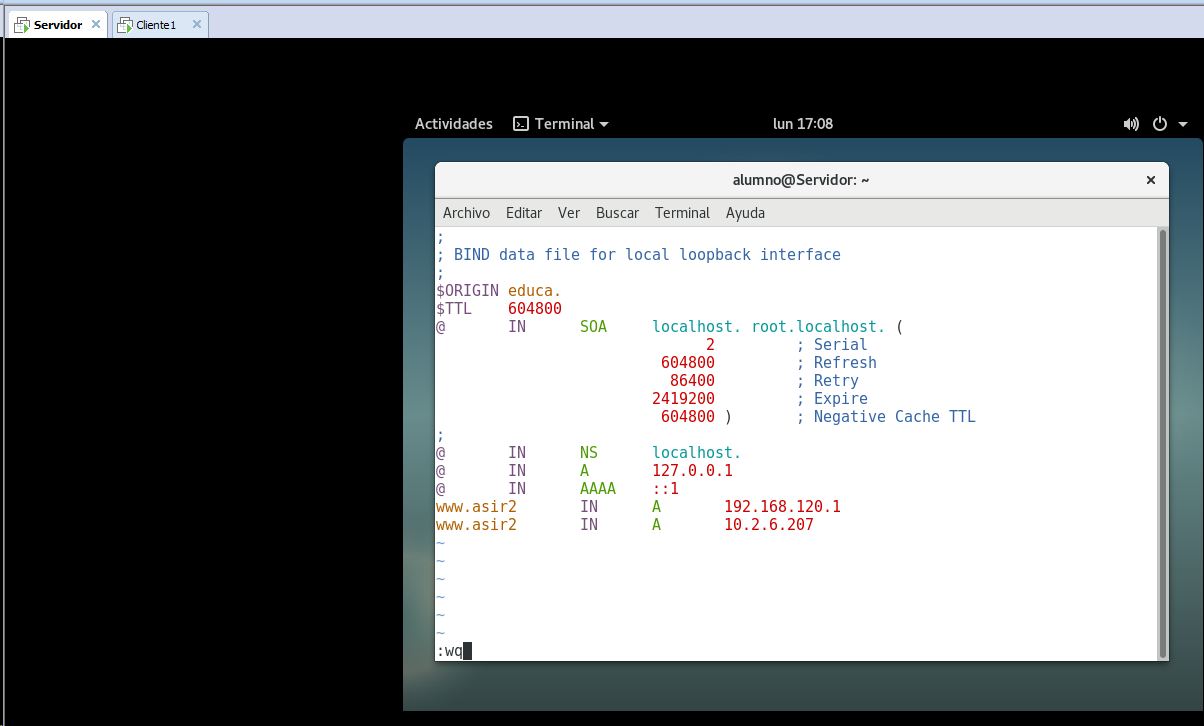 Servidor Cliente1
Actividades Terminal lun 17:08
alumno@Servidor: ~
Archivo Editar Ver Buscar Terminal Ayuda
;
; BIND data file for local loopback interface
;
$ORIGIN educa.
$TTL 604800
@ IN SOA localhost. root.localhost. (
2 ; Serial
604800 ; Refresh
86400 ; Retry
2419200 ; Expire
604800 ) ; Negative Cache TTL
;
@ IN NS localhost.
@ IN A 127.0.0.1
@ IN AAAA ::1
www.asir2 IN A 192.168.120.1
www.asir2 IN A 10.2.6.207
~
~
~
~
~
~
:wq